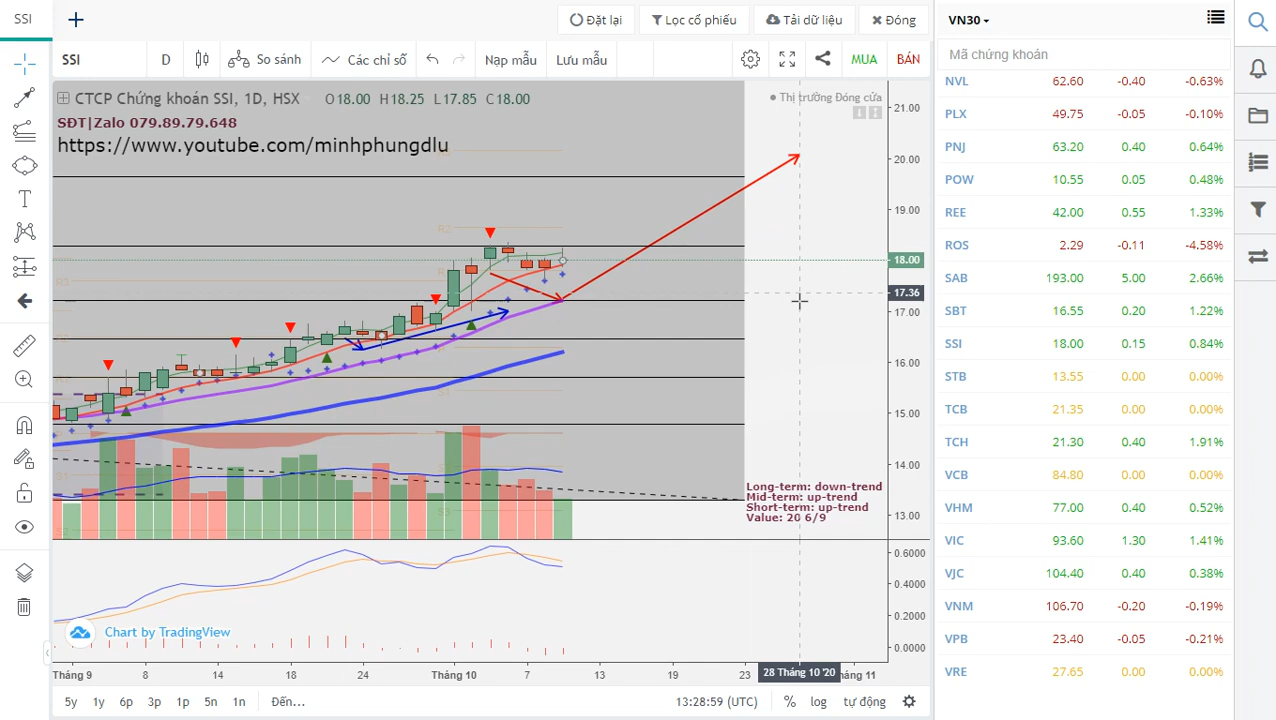 SSI
Đặt lại
Lọc cổ phiếu
Tải dữ liệu
Đóng
SSI
D
So sánh
Các chỉ số
Nạp mẫu
Lưu mẫu
MUA
BÁN
CTCP Chứng khoán SSI, 1D, HSX O18.00 H18.25 L17.85 C18.00
Thị trường Đóng cửa
SĐT|Zalo 079.89.79.648
https://www.youtube.com/minhphungdlu
21.00
20.00
19.00
18.00
17.36
17.00
16.00
15.00
14.00
13.00
Long-term: down-trend
Mid-term: up-trend
Short-term: up-trend
Value: 20 6/9
0.6000
0.4000
0.2000
0.0000
Chart by TradingView
Tháng 9 8 14 18 24 Tháng 10 7 13 19 23 28 Tháng 10 '20 háng 11
5y 1y 6p 3p 1p 5n 1n Đến... 13:28:59 (UTC) % log tự động
VN30
Mã chứng khoán
NVL 62.60 -0.40 -0.63%
PLX 49.75 -0.05 -0.10%
PNJ 63.20 0.40 0.64%
POW 10.55 0.05 0.48%
REE 42.00 0.55 1.33%
ROS 2.29 -0.11 -4.58%
SAB 193.00 5.00 2.66%
SBT 16.55 0.20 1.22%
SSI 18.00 0.15 0.84%
STB 13.55 0.00 0.00%
TCB 21.35 0.00 0.00%
TCH 21.30 0.40 1.91%
VCB 84.80 0.00 0.00%
VHM 77.00 0.40 0.52%
VIC 93.60 1.30 1.41%
VJC 104.40 0.40 0.38%
VNM 106.70 -0.20 -0.19%
VPB 23.40 -0.05 -0.21%
VRE 27.65 0.00 0.00%